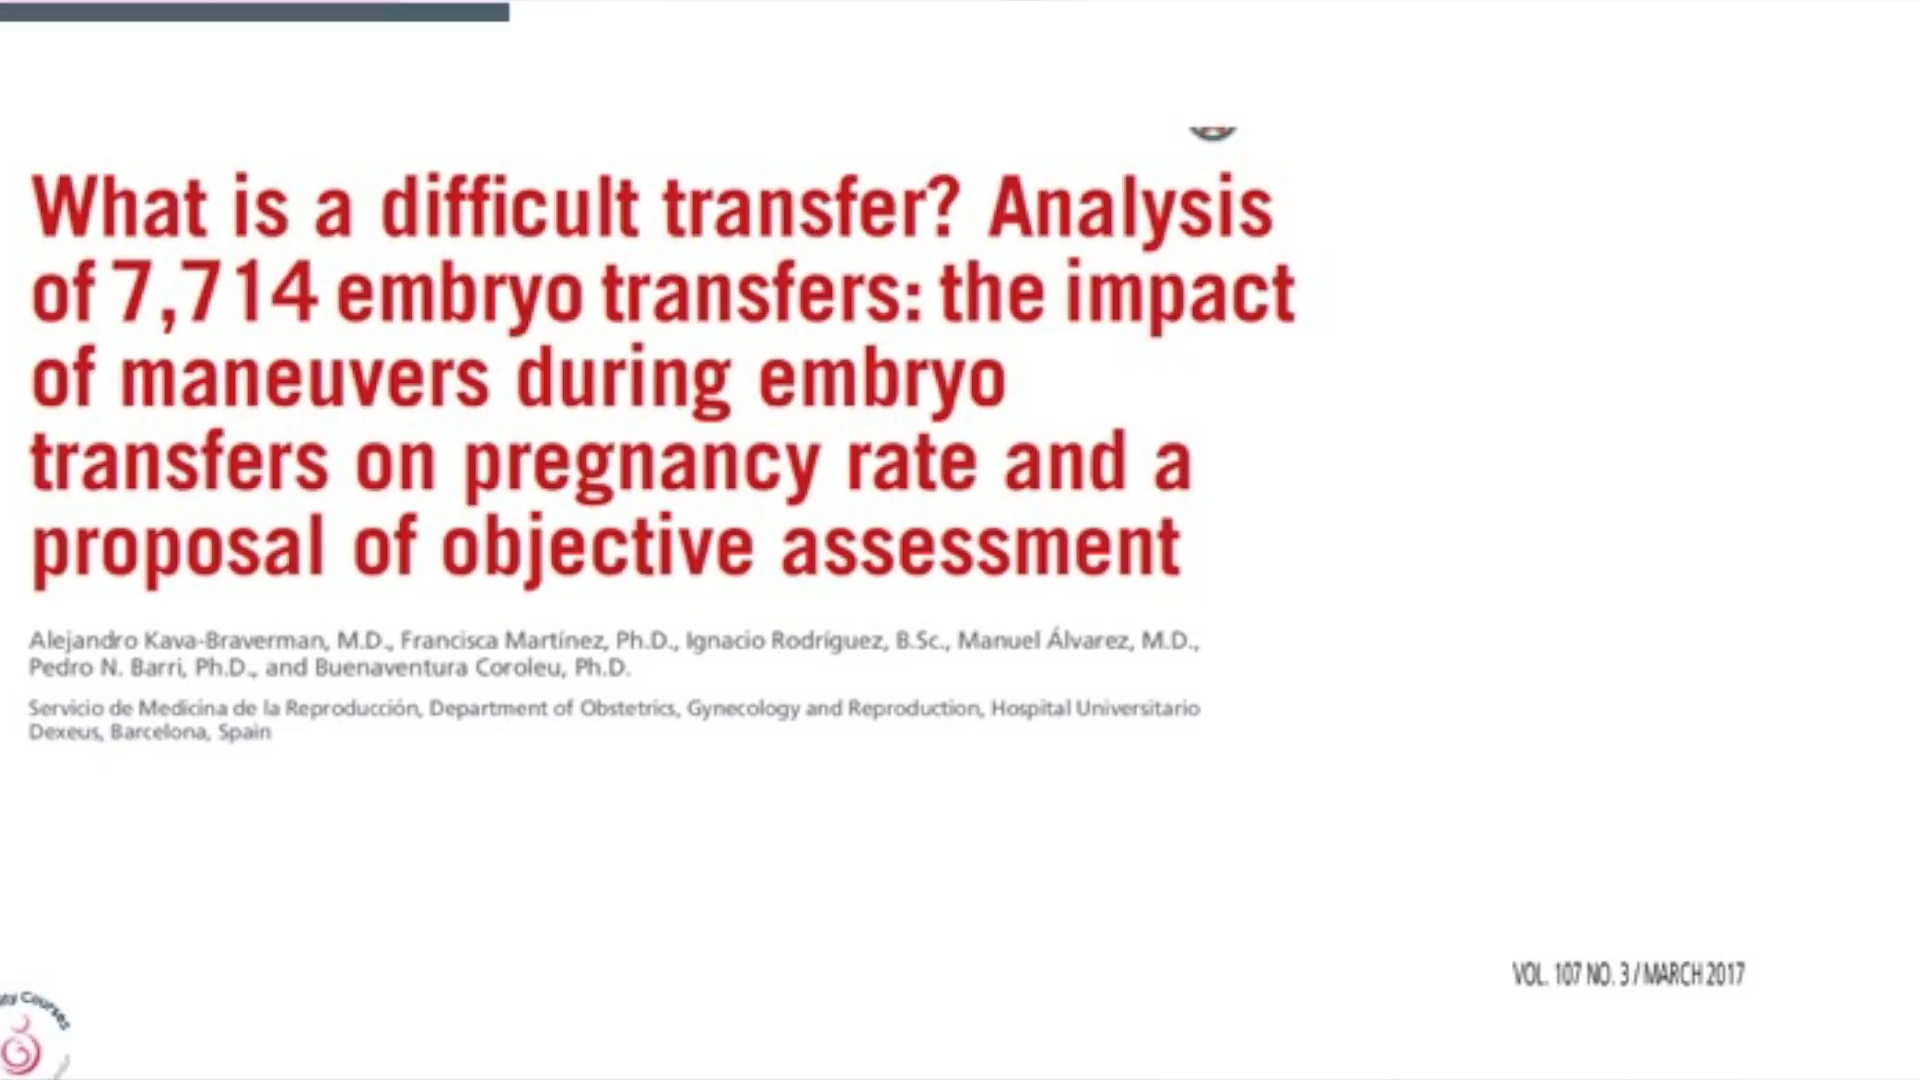 What is a difficult transfer? Analysis
of 7,714 embryo transfers: the impact
of maneuvers during embryo
transfers on pregnancy rate and a
proposal of objective assessment
Alejandro Kava-Braverman, M.D., Francisca Martínez, Ph.D., Ignacio Rodríguez, B.Sc., Manuel Álvarez, M.D.,
Pedro N. Barri, Ph.D., and Buenaventura Coroleu, Ph.D.
Servicio de Medicina de la Reproducción, Department of Obstetrics, Gynecology and Reproduction, Hospital Universitario
Dexeus, Barcelona, Spain
VOL. 107 NO. 3 / MARCH 2017
Courses